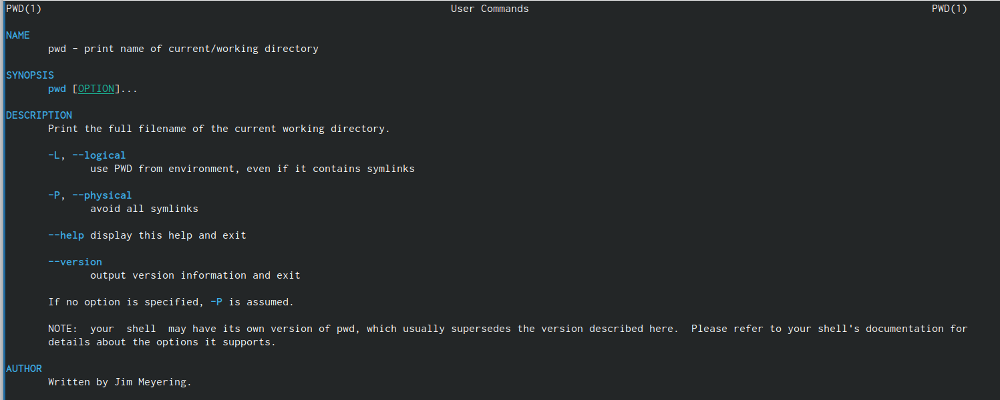 PWD(1) User Commands PWD(1)
NAME
pwd - print name of current/working directory
SYNOPSIS
pwd [OPTION]...
DESCRIPTION
Print the full filename of the current working directory.
-L, --logical
use PWD from environment, even if it contains symlinks
-P, --physical
avoid all symlinks
--help display this help and exit
--version
output version information and exit
If no option is specified, -P is assumed.
NOTE:  your  shell  may have its own version of pwd, which usually supersedes the version described here.  Please refer to your shell's documentation for
details about the options it supports.
AUTHOR
Written by Jim Meyering.